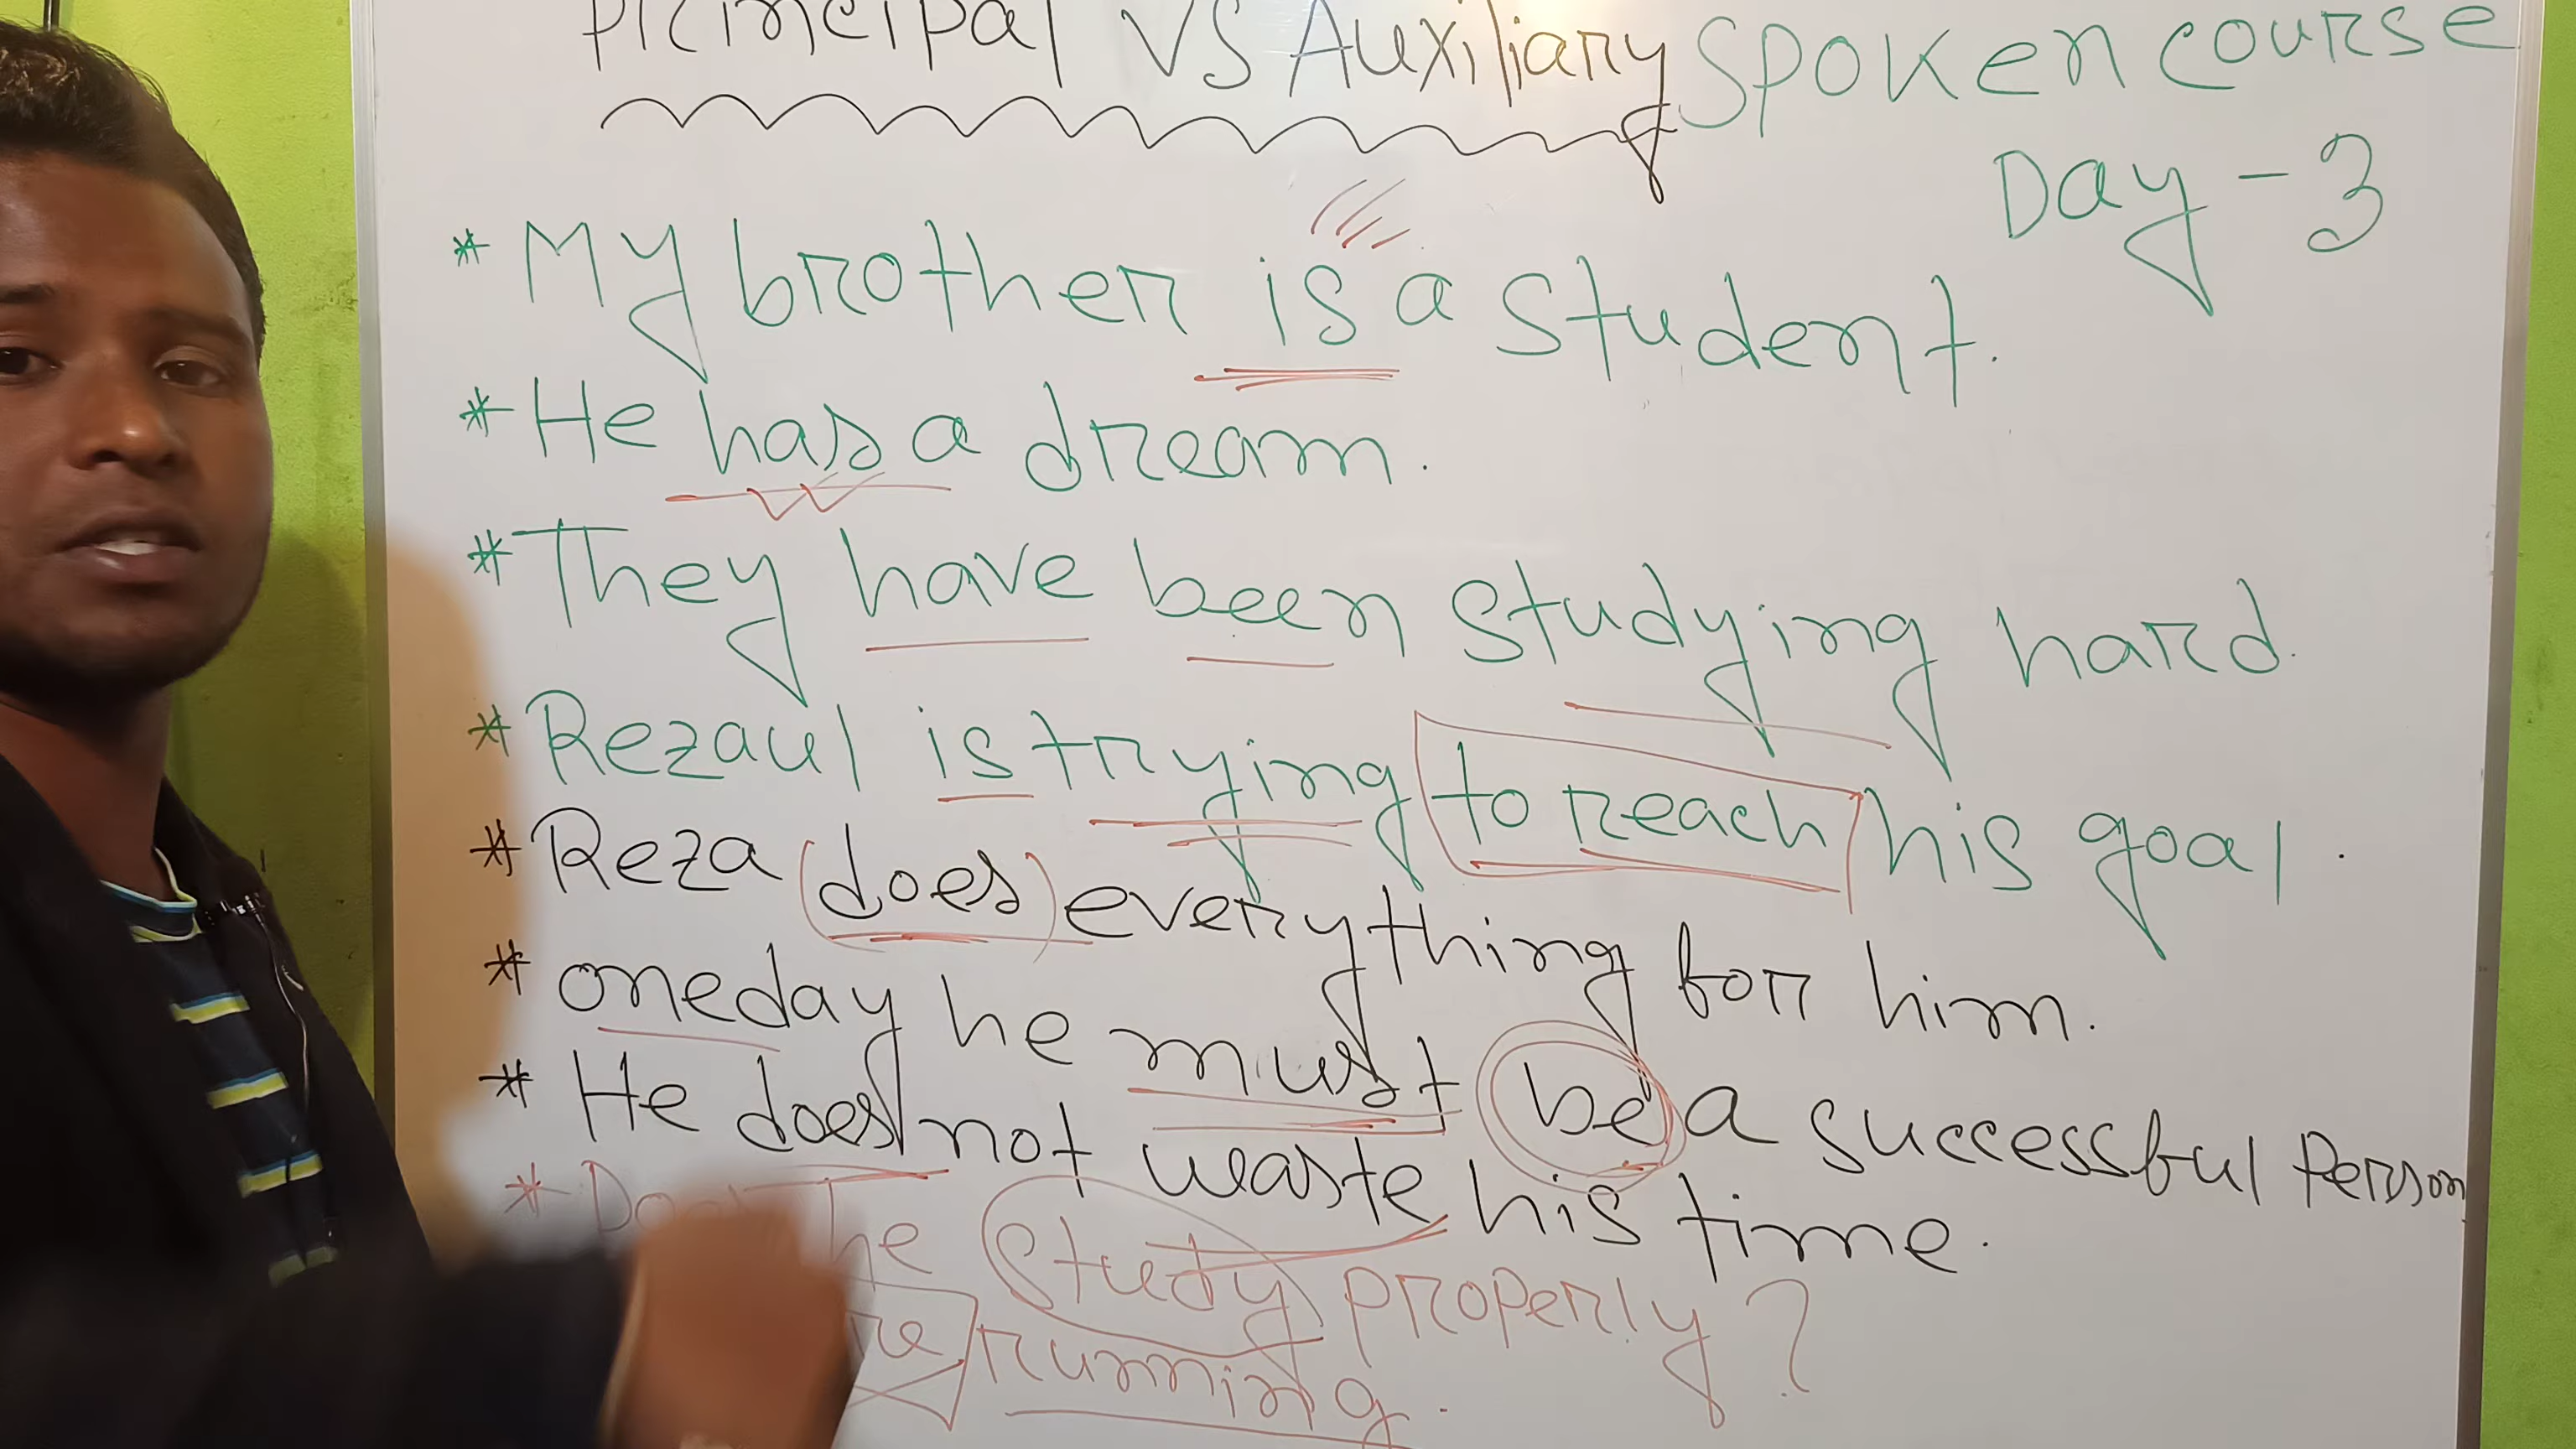 Principal VS Auxiliary
Spoken course
Day - 3
* My brother is a student.
* He has a dream.
* They have been studying hard.
* Rezaul is trying to reach his goal.
* Reza (does) everything for him.
* oneday he must be a successful Person
* He does not waste his time.
* he study properly?
running.